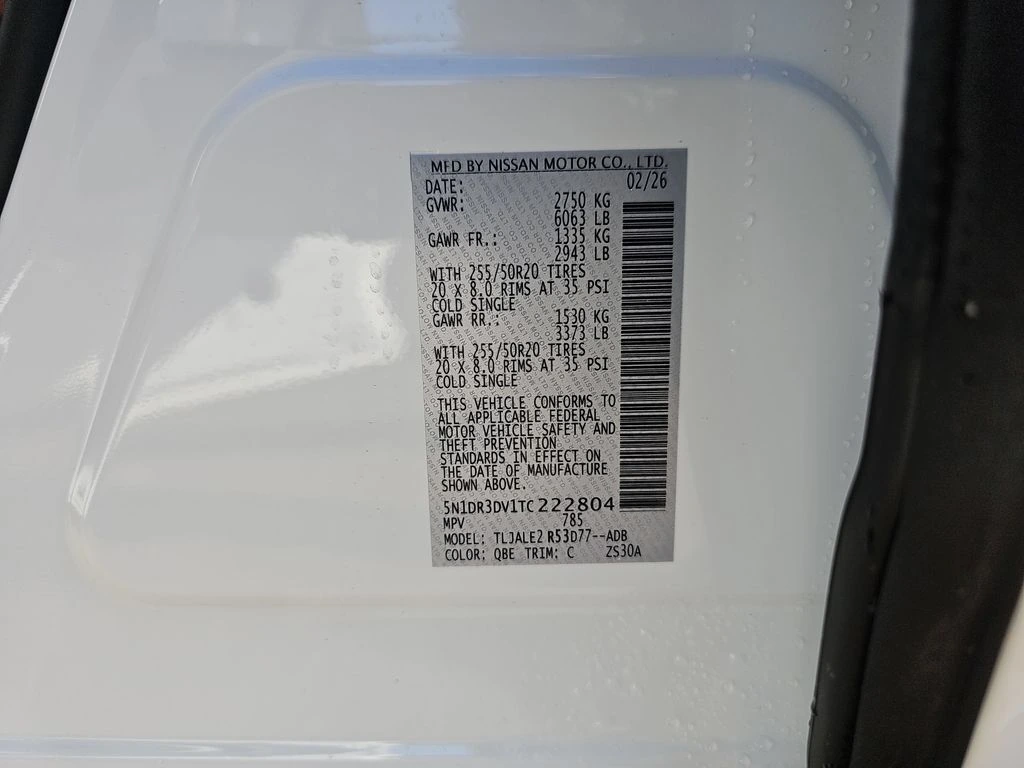 MFD BY NISSAN MOTOR CO., LTD.
DATE: 02/26
GVWR: 2750 KG
6063 LB
GAWR FR.: 1335 KG
2943 LB
WITH 255/50R20 TIRES
20 X 8.0 RIMS AT 35 PSI
COLD SINGLE
GAWR RR.: 1530 KG
3373 LB
WITH 255/50R20 TIRES
20 X 8.0 RIMS AT 35 PSI
COLD SINGLE
THIS VEHICLE CONFORMS TO
ALL APPLICABLE FEDERAL
MOTOR VEHICLE SAFETY AND
THEFT PREVENTION
STANDARDS IN EFFECT ON
THE DATE OF MANUFACTURE
SHOWN ABOVE.
5N1DR3DV1TC222804
MPV 785
MODEL: TLJALE2 R53D77--ADB
COLOR: QBE TRIM: C ZS30A